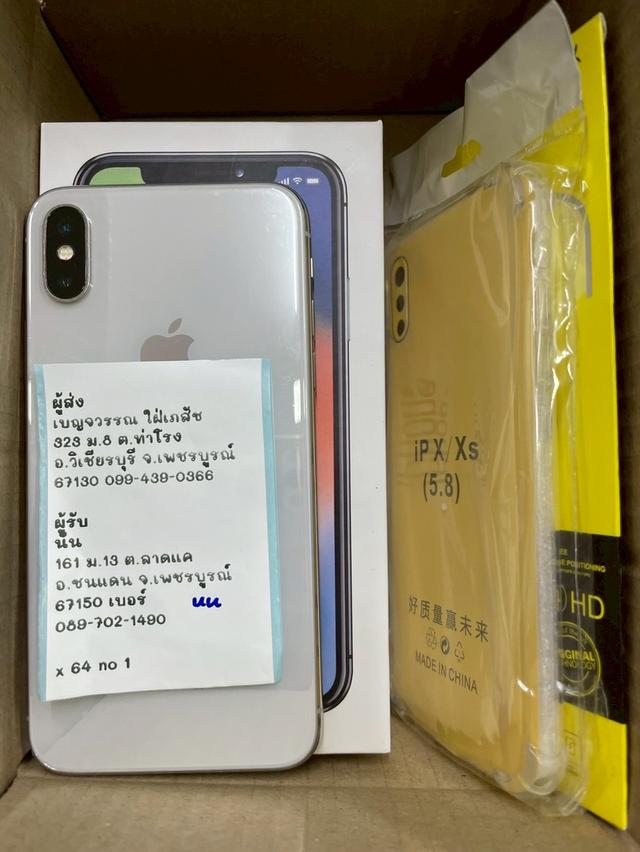 ผู้ส่ง
เบญจวรรณ ใฝ่เภสัช
323 ม.8 ต.ท่าโรง
อ.วิเชียรบุรี จ.เพชรบูรณ์
67130 099-439-0366
ผู้รับ
นั่น
161 ม.13 ต.ลาดแค
อ.ชนแดน จ.เพชรบูรณ์
67150 เบอร์ นน
089-702-1490
x 64 no 1
iP X/Xs
(5.8)
好质量赢未来
MADE IN CHINA
POSITIONING
HD